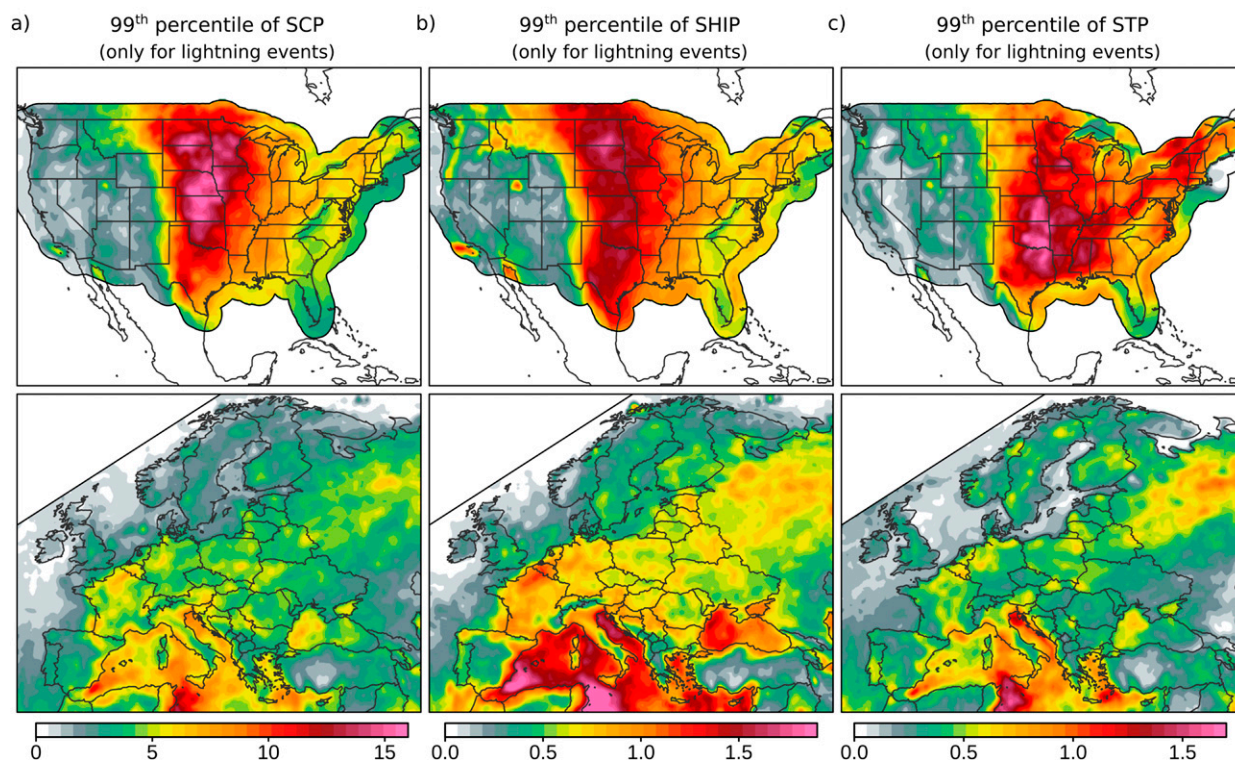 a) 99th percentile of SCP
(only for lightning events)
b) 99th percentile of SHIP
(only for lightning events)
c) 99th percentile of STP
(only for lightning events)
0 5 10 15
0.0 0.5 1.0 1.5
0.0 0.5 1.0 1.5